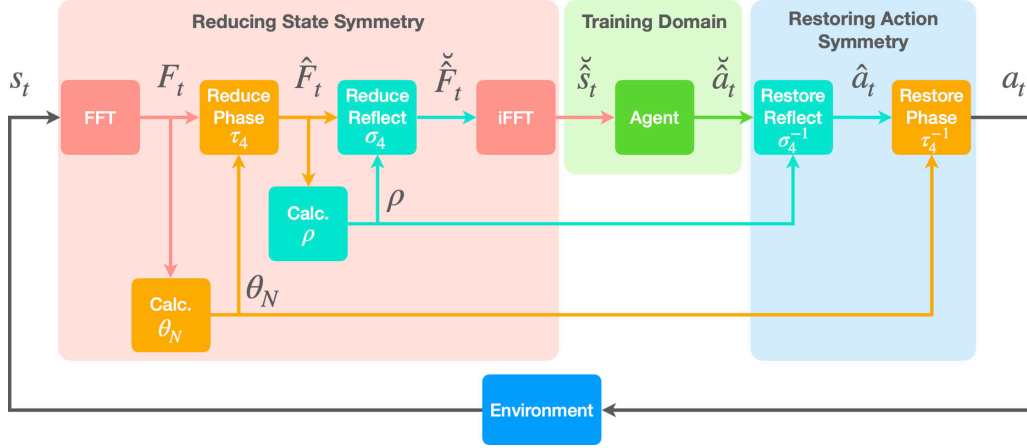 Reducing State Symmetry
Training Domain
Restoring Action
Symmetry
s_t
F_t
F̂_t
F̂̆_t
ŝ̆_t
â̆_t
â_t
a_t
FFT
Reduce
Phase
τ_4
Reduce
Reflect
σ_4
iFFT
Agent
Restore
Reflect
σ_4^{-1}
Restore
Phase
τ_4^{-1}
Calc.
ρ
ρ
Calc.
θ_N
θ_N
Environment